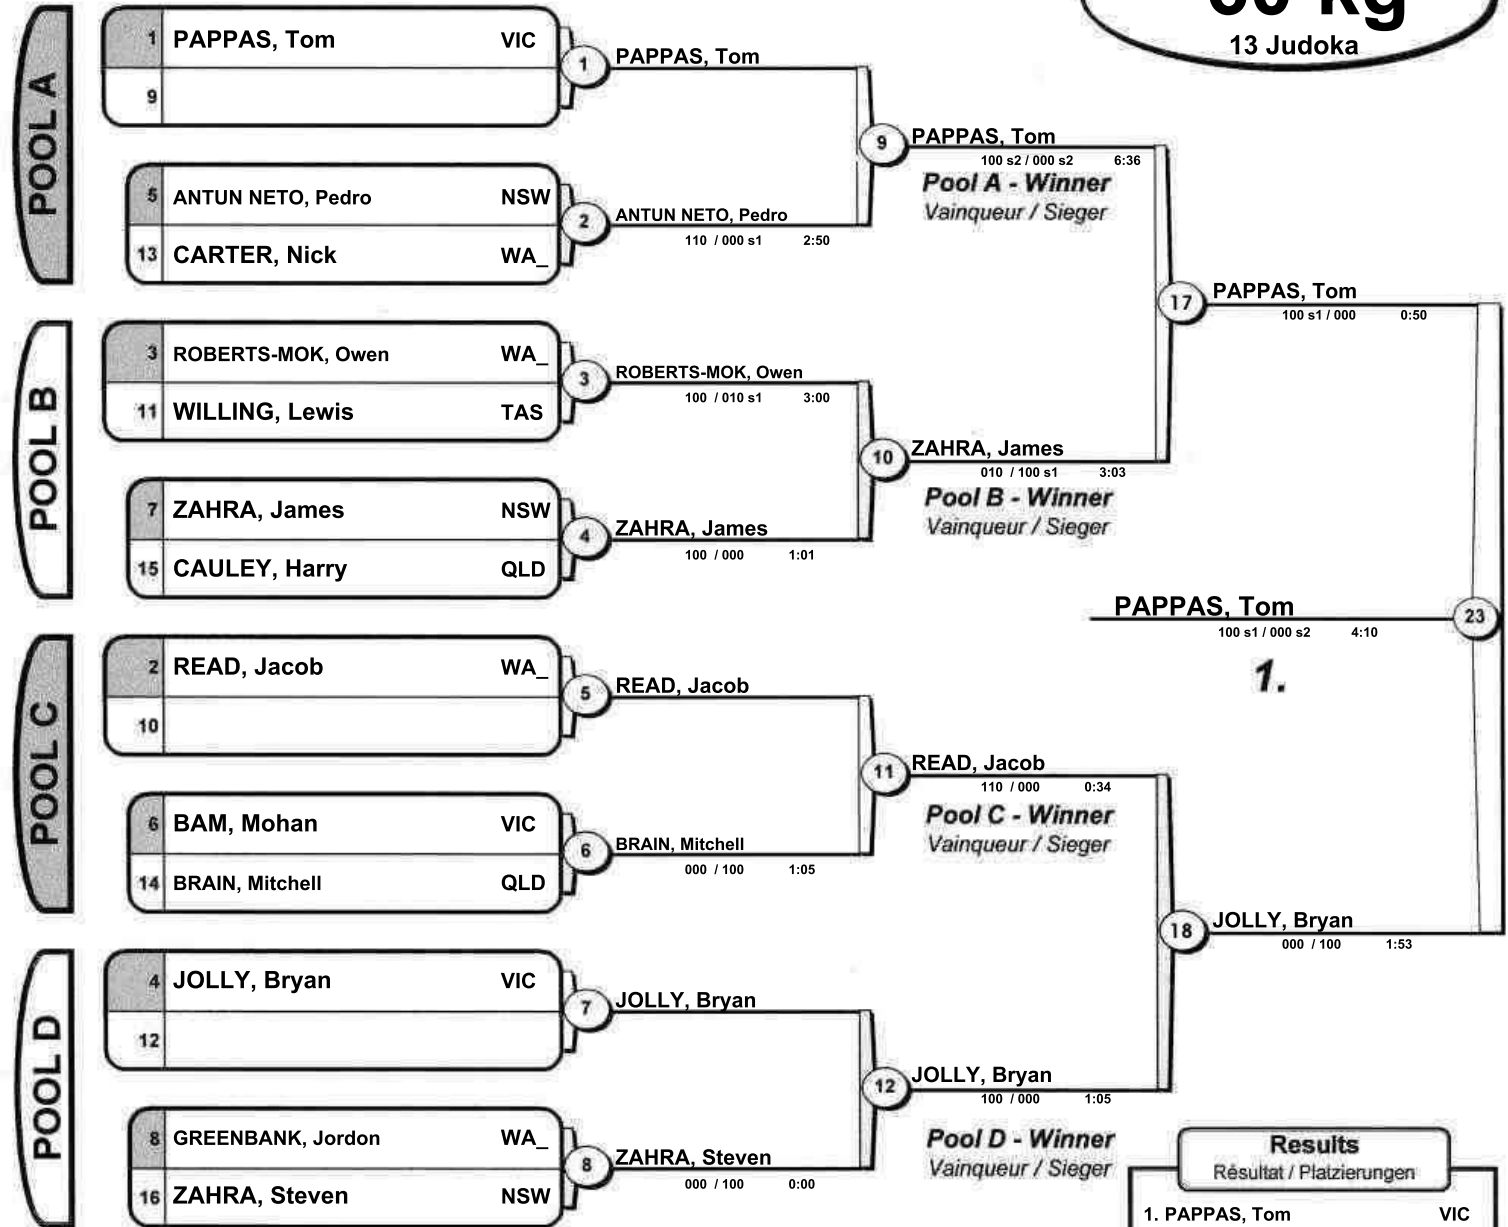 60 kg
13 Judoka
POOL A
1 PAPPAS, Tom VIC
9
1 PAPPAS, Tom
5 ANTUN NETO, Pedro NSW
13 CARTER, Nick WA_
2 ANTUN NETO, Pedro
110 / 000 s1 2:50
9 PAPPAS, Tom
100 s2 / 000 s2 6:36
Pool A - Winner
Vainqueur / Sieger
POOL B
3 ROBERTS-MOK, Owen WA_
11 WILLING, Lewis TAS
3 ROBERTS-MOK, Owen
100 / 010 s1 3:00
7 ZAHRA, James NSW
15 CAULEY, Harry QLD
4 ZAHRA, James
100 / 000 1:01
10 ZAHRA, James
010 / 100 s1 3:03
Pool B - Winner
Vainqueur / Sieger
17 PAPPAS, Tom
100 s1 / 000 0:50
PAPPAS, Tom 23
100 s1 / 000 s2 4:10
1.
POOL C
2 READ, Jacob WA_
10
5 READ, Jacob
6 BAM, Mohan VIC
14 BRAIN, Mitchell QLD
6 BRAIN, Mitchell
000 / 100 1:05
11 READ, Jacob
110 / 000 0:34
Pool C - Winner
Vainqueur / Sieger
18 JOLLY, Bryan
000 / 100 1:53
POOL D
4 JOLLY, Bryan VIC
12
7 JOLLY, Bryan
8 GREENBANK, Jordon WA_
16 ZAHRA, Steven NSW
8 ZAHRA, Steven
000 / 100 0:00
12 JOLLY, Bryan
100 / 000 1:05
Pool D - Winner
Vainqueur / Sieger
Results
Résultat / Platzierungen
1. PAPPAS, Tom VIC